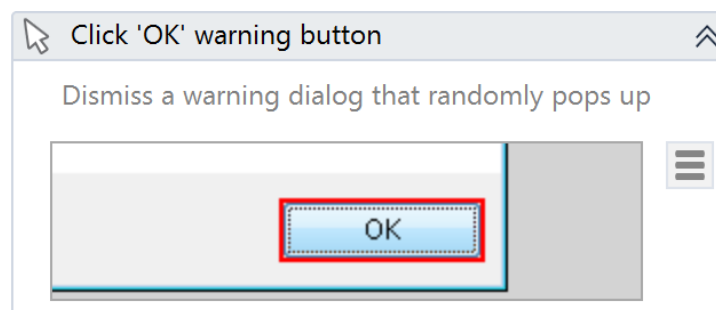 Click 'OK' warning button
Dismiss a warning dialog that randomly pops up
OK